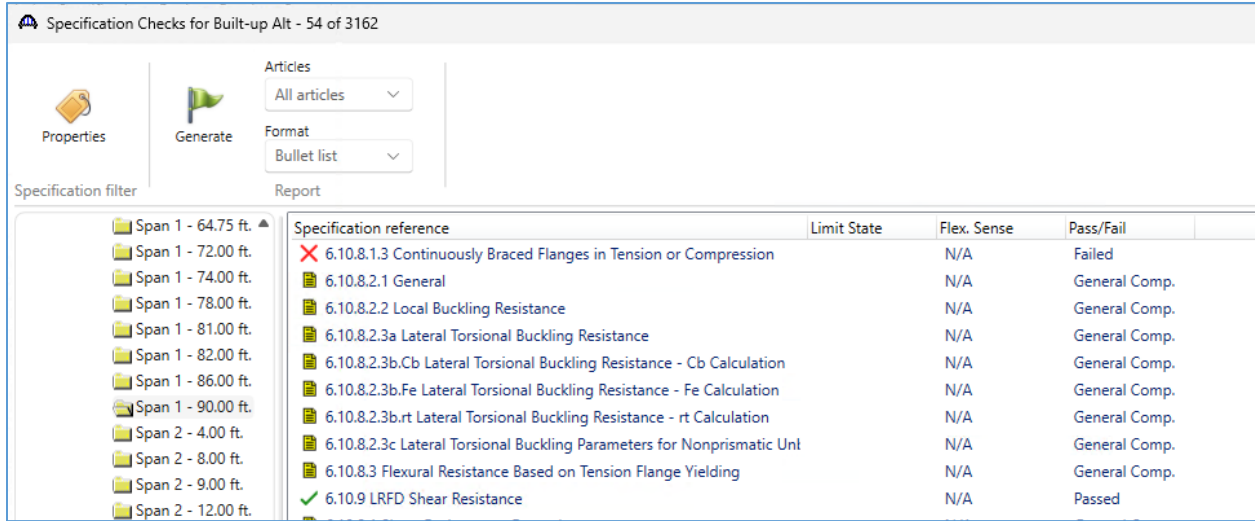 Specification Checks for Built-up Alt - 54 of 3162
Articles
All articles
Properties
Generate
Format
Bullet list
Specification filter
Report
Span 1 - 64.75 ft.
Span 1 - 72.00 ft.
Span 1 - 74.00 ft.
Span 1 - 78.00 ft.
Span 1 - 81.00 ft.
Span 1 - 82.00 ft.
Span 1 - 86.00 ft.
Span 1 - 90.00 ft.
Span 2 - 4.00 ft.
Span 2 - 8.00 ft.
Span 2 - 9.00 ft.
Span 2 - 12.00 ft.
Specification reference Limit State Flex. Sense Pass/Fail
6.10.8.1.3 Continuously Braced Flanges in Tension or Compression N/A Failed
6.10.8.2.1 General N/A General Comp.
6.10.8.2.2 Local Buckling Resistance N/A General Comp.
6.10.8.2.3a Lateral Torsional Buckling Resistance N/A General Comp.
6.10.8.2.3b.Cb Lateral Torsional Buckling Resistance - Cb Calculation N/A General Comp.
6.10.8.2.3b.Fe Lateral Torsional Buckling Resistance - Fe Calculation N/A General Comp.
6.10.8.2.3b.rt Lateral Torsional Buckling Resistance - rt Calculation N/A General Comp.
6.10.8.2.3c Lateral Torsional Buckling Parameters for Nonprismatic N/A General Comp.
6.10.8.3 Flexural Resistance Based on Tension Flange Yielding N/A General Comp.
6.10.9 LRFD Shear Resistance N/A Passed